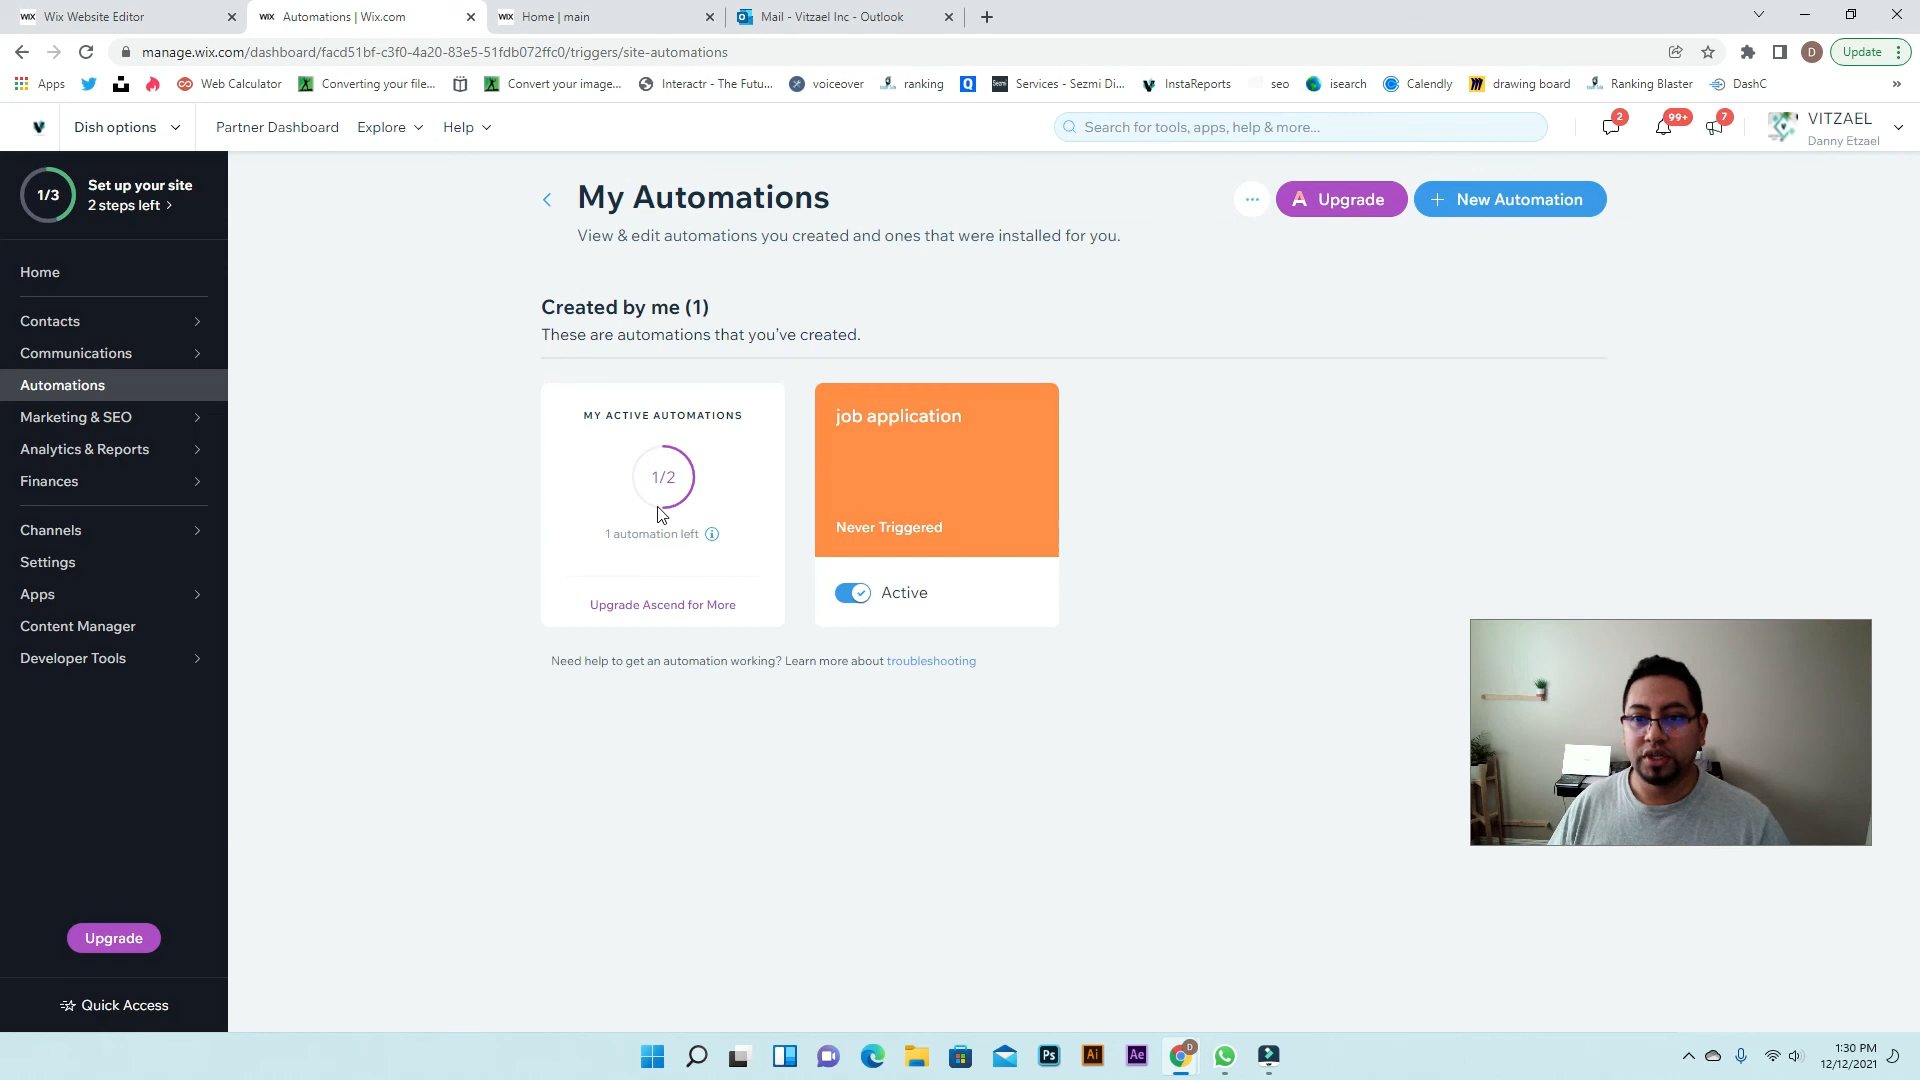 WIX Wix Website Editor
WIX Automations | Wix.com
WIX Home | main
Mail - Vitzael Inc - Outlook
manage.wix.com/dashboard/facd51bf-c3f0-4a20-83e5-51fdb072ffc0/triggers/site-automations
D
Update
Apps
Web Calculator
Converting your file...
Convert your image...
Interactr - The Futu...
voiceover
ranking
Services - Sezmi Di...
InstaReports
seo
isearch
Calendly
drawing board
Ranking Blaster
DashC
»
Dish options
Partner Dashboard
Explore
Help
Search for tools, apps, help & more...
2
99+
7
VITZAEL
Danny Etzael
1/3
Set up your site
2 steps left >
Home
Contacts
Communications
Automations
Marketing & SEO
Analytics & Reports
Finances
Channels
Settings
Apps
Content Manager
Developer Tools
Upgrade
Quick Access
My Automations
View & edit automations you created and ones that were installed for you.
...
A Upgrade
+ New Automation
Created by me (1)
These are automations that you've created.
MY ACTIVE AUTOMATIONS
1/2
1 automation left
Upgrade Ascend for More
job application
Never Triggered
Active
Need help to get an automation working? Learn more about troubleshooting
Ps
Ai
Ae
D
1:30 PM
12/12/2021